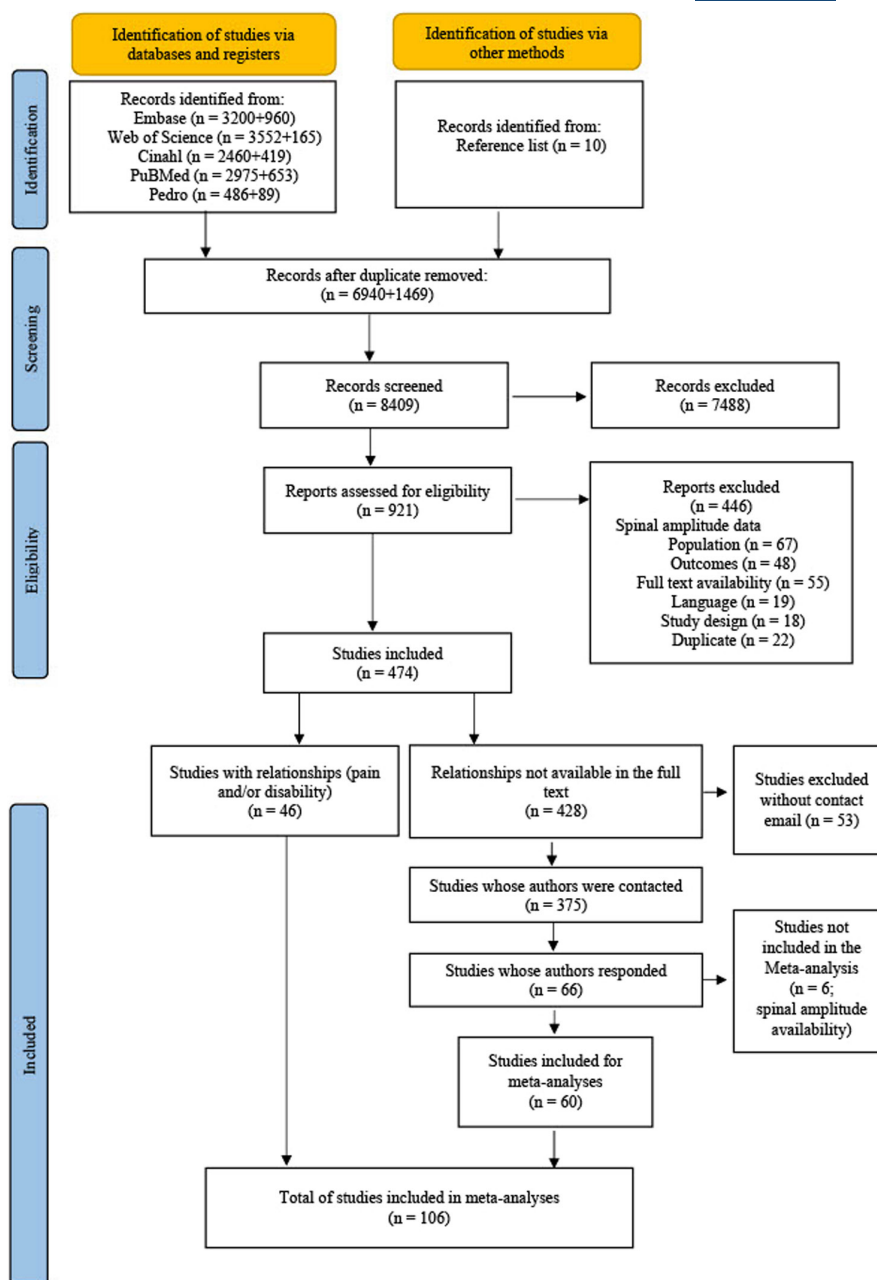 Identification of studies via
databases and registers
Identification of studies via
other methods
Identification
Records identified from:
Embase (n = 3200+960)
Web of Science (n = 3552+165)
Cinahl (n = 2460+419)
PuBMed (n = 2975+653)
Pedro (n = 486+89)
Records identified from:
Reference list (n = 10)
Screening
Records after duplicate removed:
(n = 6940+1469)
Records screened
(n = 8409)
Records excluded
(n = 7488)
Eligibility
Reports assessed for eligibility
(n = 921)
Reports excluded
(n = 446)
Spinal amplitude data
Population (n = 67)
Outcomes (n = 48)
Full text availability (n = 55)
Language (n = 19)
Study design (n = 18)
Duplicate (n = 22)
Studies included
(n = 474)
Included
Studies with relationships (pain
and/or disability)
(n = 46)
Relationships not available in the full
text
(n = 428)
Studies excluded
without contact
email (n = 53)
Studies whose authors were contacted
(n = 375)
Studies whose authors responded
(n = 66)
Studies not
included in the
Meta-analysis
(n = 6;
spinal amplitude
availability)
Studies included for
meta-analyses
(n = 60)
Total of studies included in meta-analyses
(n = 106)